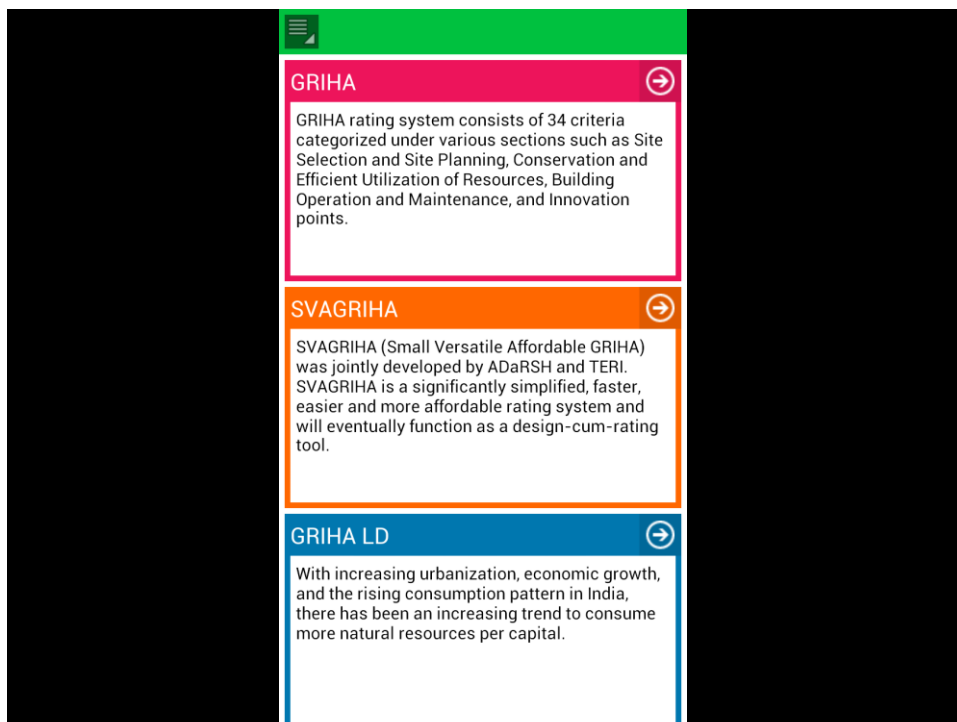 GRIHA
GRIHA rating system consists of 34 criteria
categorized under various sections such as Site
Selection and Site Planning, Conservation and
Efficient Utilization of Resources, Building
Operation and Maintenance, and Innovation
points.
SVAGRIHA
SVAGRIHA (Small Versatile Affordable GRIHA)
was jointly developed by ADaRSH and TERI.
SVAGRIHA is a significantly simplified, faster,
easier and more affordable rating system and
will eventually function as a design-cum-rating
tool.
GRIHA LD
With increasing urbanization, economic growth,
and the rising consumption pattern in India,
there has been an increasing trend to consume
more natural resources per capital.